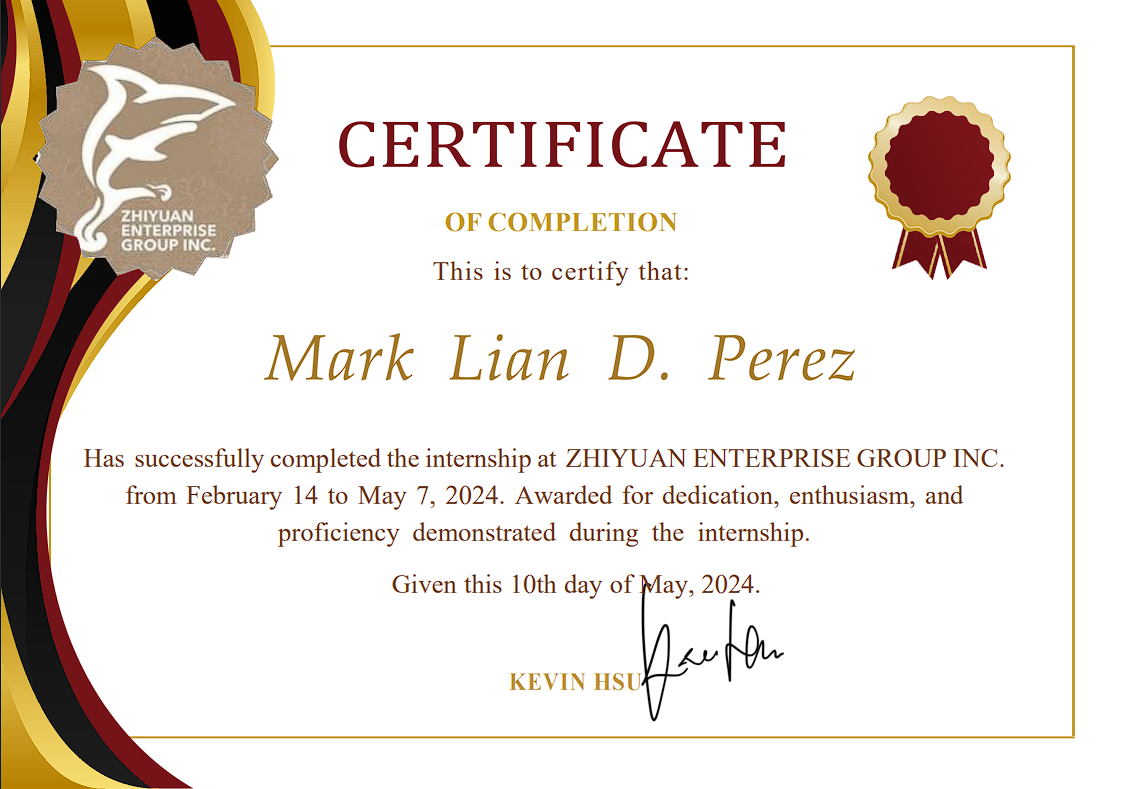 ZHIYUAN
ENTERPRISE
GROUP INC.
CERTIFICATE
OF COMPLETION
This is to certify that:
Mark Lian D. Perez
Has successfully completed the internship at ZHIYUAN ENTERPRISE GROUP INC.
from February 14 to May 7, 2024. Awarded for dedication, enthusiasm, and
proficiency demonstrated during the internship.
Given this 10th day of May, 2024.
KEVIN HSU